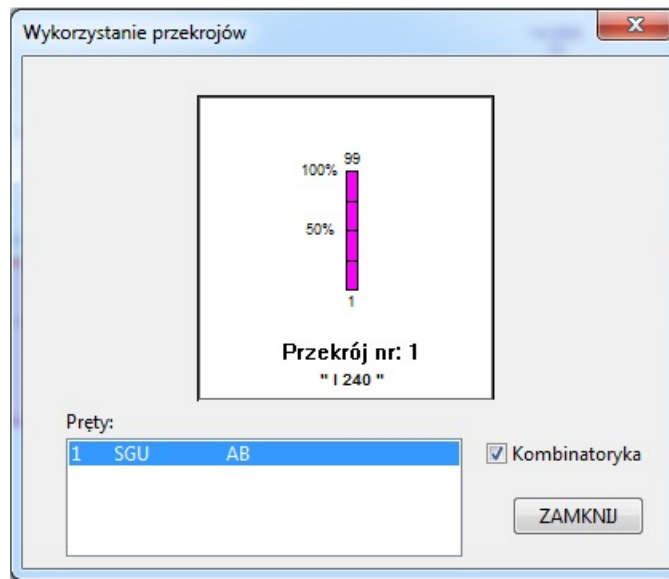 Wykorzystanie przekrojów
99
100%
50%
1
Przekrój nr: 1
" I 240 "
Pręty:
1 SGU AB
Kombinatoryka
ZAMKNIJ